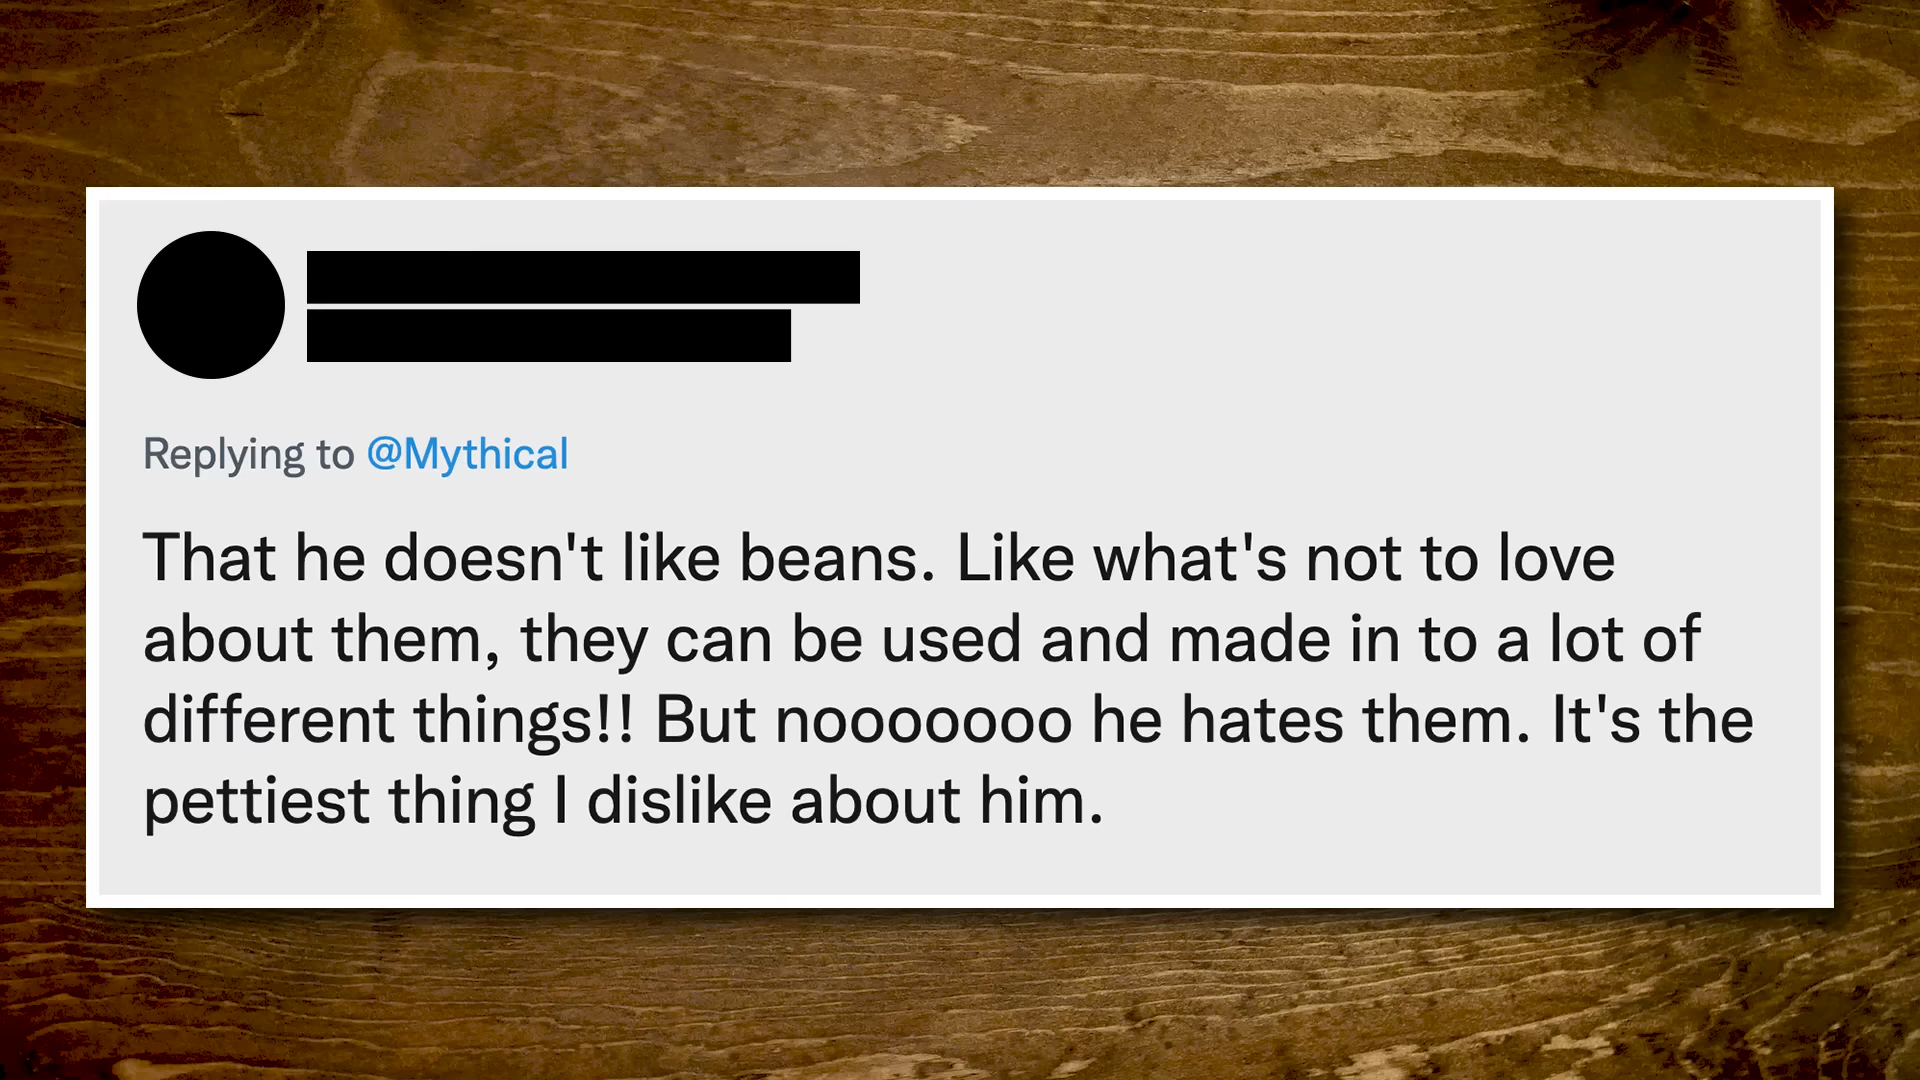 Replying to @Mythical
That he doesn't like beans. Like what's not to love
about them, they can be used and made in to a lot of
different things!! But nooooooo he hates them. It's the
pettiest thing I dislike about him.